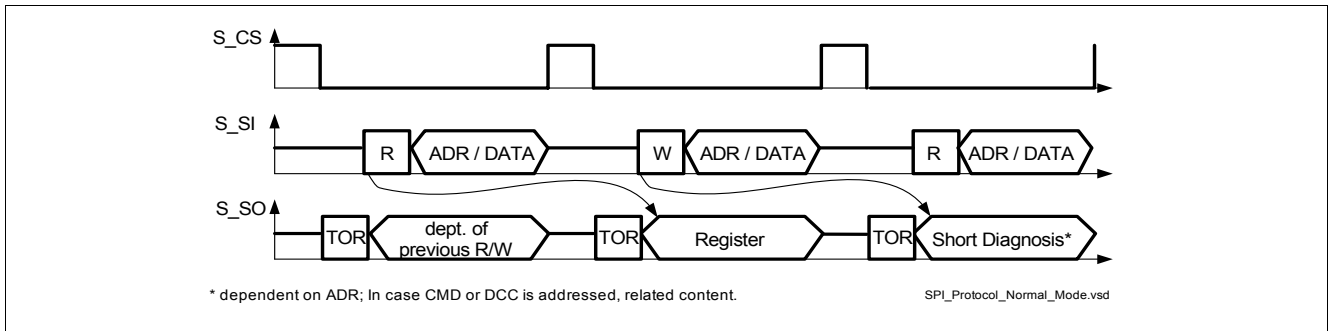 S_CS
S_SI
R
ADR / DATA
W
ADR / DATA
R
ADR / DATA
S_SO
TOR
dept. of
previous R/W
TOR
Register
TOR
Short Diagnosis*
* dependent on ADR; In case CMD or DCC is addressed, related content.
SPI_Protocol_Normal_Mode.vsd